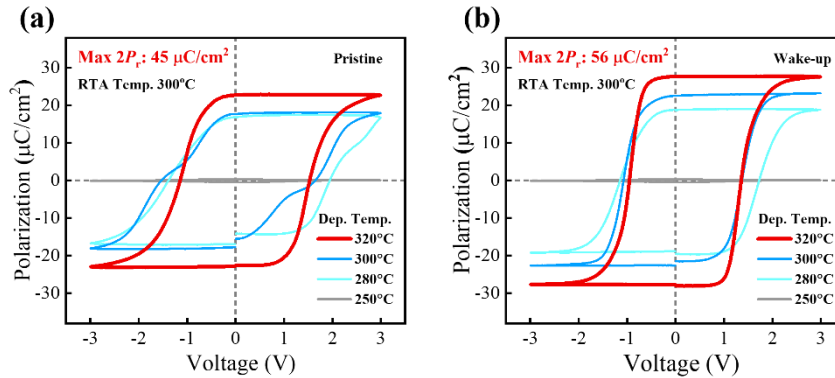 (a)
Max 2Pr: 45 μC/cm²
Pristine
RTA Temp. 300°C
Polarization (μC/cm²)
30
20
10
0
-10
-20
-30
Dep. Temp.
320°C
300°C
280°C
250°C
-3 -2 -1 0 1 2 3
Voltage (V)
(b)
Max 2Pr: 56 μC/cm²
Wake-up
RTA Temp. 300°C
Polarization (μC/cm²)
30
20
10
0
-10
-20
-30
Dep. Temp.
320°C
300°C
280°C
250°C
-3 -2 -1 0 1 2 3
Voltage (V)